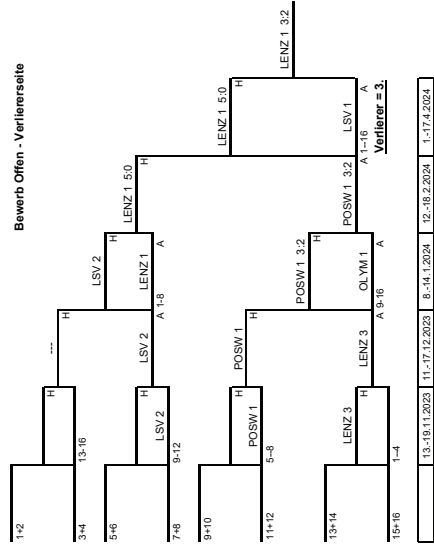 Bewerb Offen - Verliererseite
1+2
3+4
5+6
7+8
9+10
11+12
13+14
15+16
H
13-16
H
LSV 2
9-12
H
POSW 1
5–8
H
LENZ 3
1–4
---
H
LSV 2
A 1-8
POSW 1
H
LENZ 3
A 9-16
LSV 2
H
LENZ 1
A
POSW 1 3:2
H
OLYM 1
A
LENZ 1 5:0
H
POSW 1 3:2
A 1–16
LENZ 1 5:0
H
LSV 1
A
Verlierer = 3.
LENZ 1 3:2
13.-19.11.2023
11.-17.12.2023
8.-14.1.2024
12.-18.2.2024
1.-17.4.2024